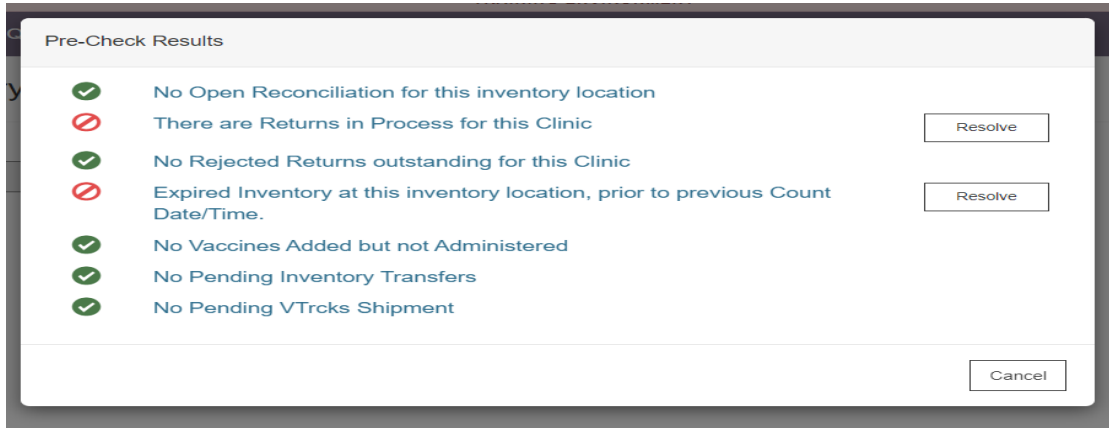 Pre-Check Results
No Open Reconciliation for this inventory location
There are Returns in Process for this Clinic
Resolve
No Rejected Returns outstanding for this Clinic
Expired Inventory at this inventory location, prior to previous Count
Date/Time.
Resolve
No Vaccines Added but not Administered
No Pending Inventory Transfers
No Pending VTrcks Shipment
Cancel